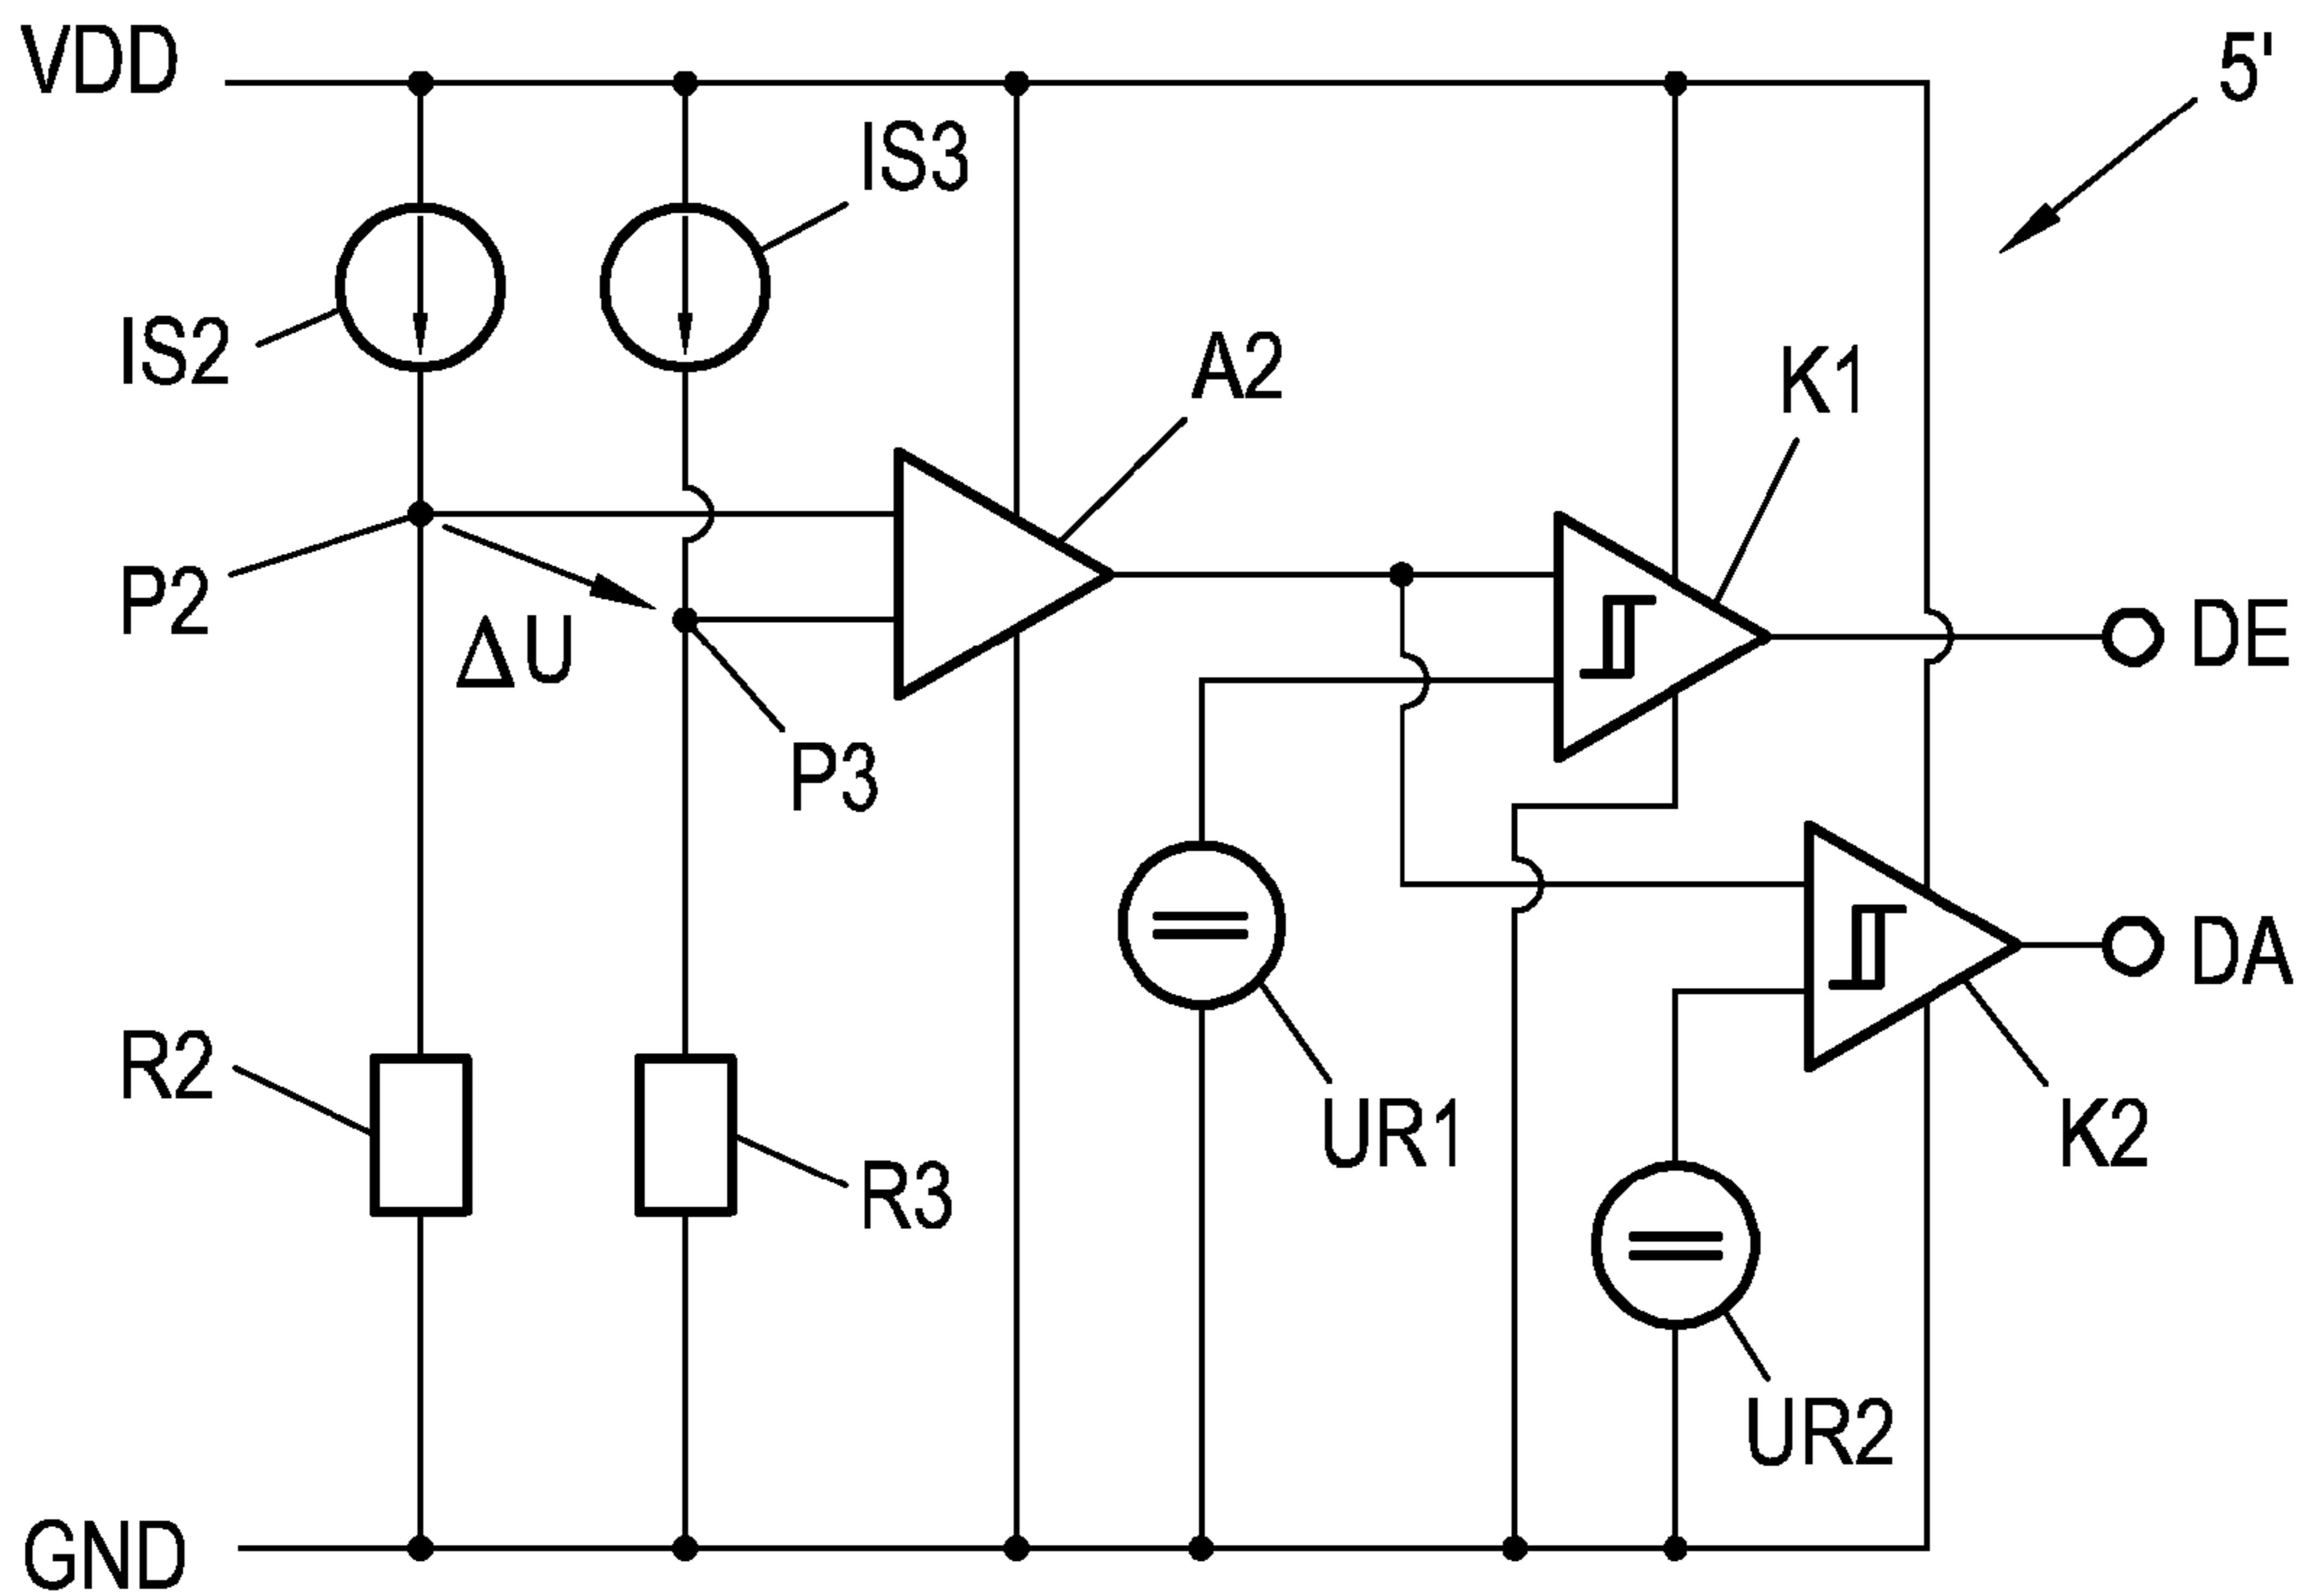 VDD
5'
IS3
IS2
A2
K1
P2
ΔU
DE
P3
DA
R2
UR1
K2
R3
UR2
GND